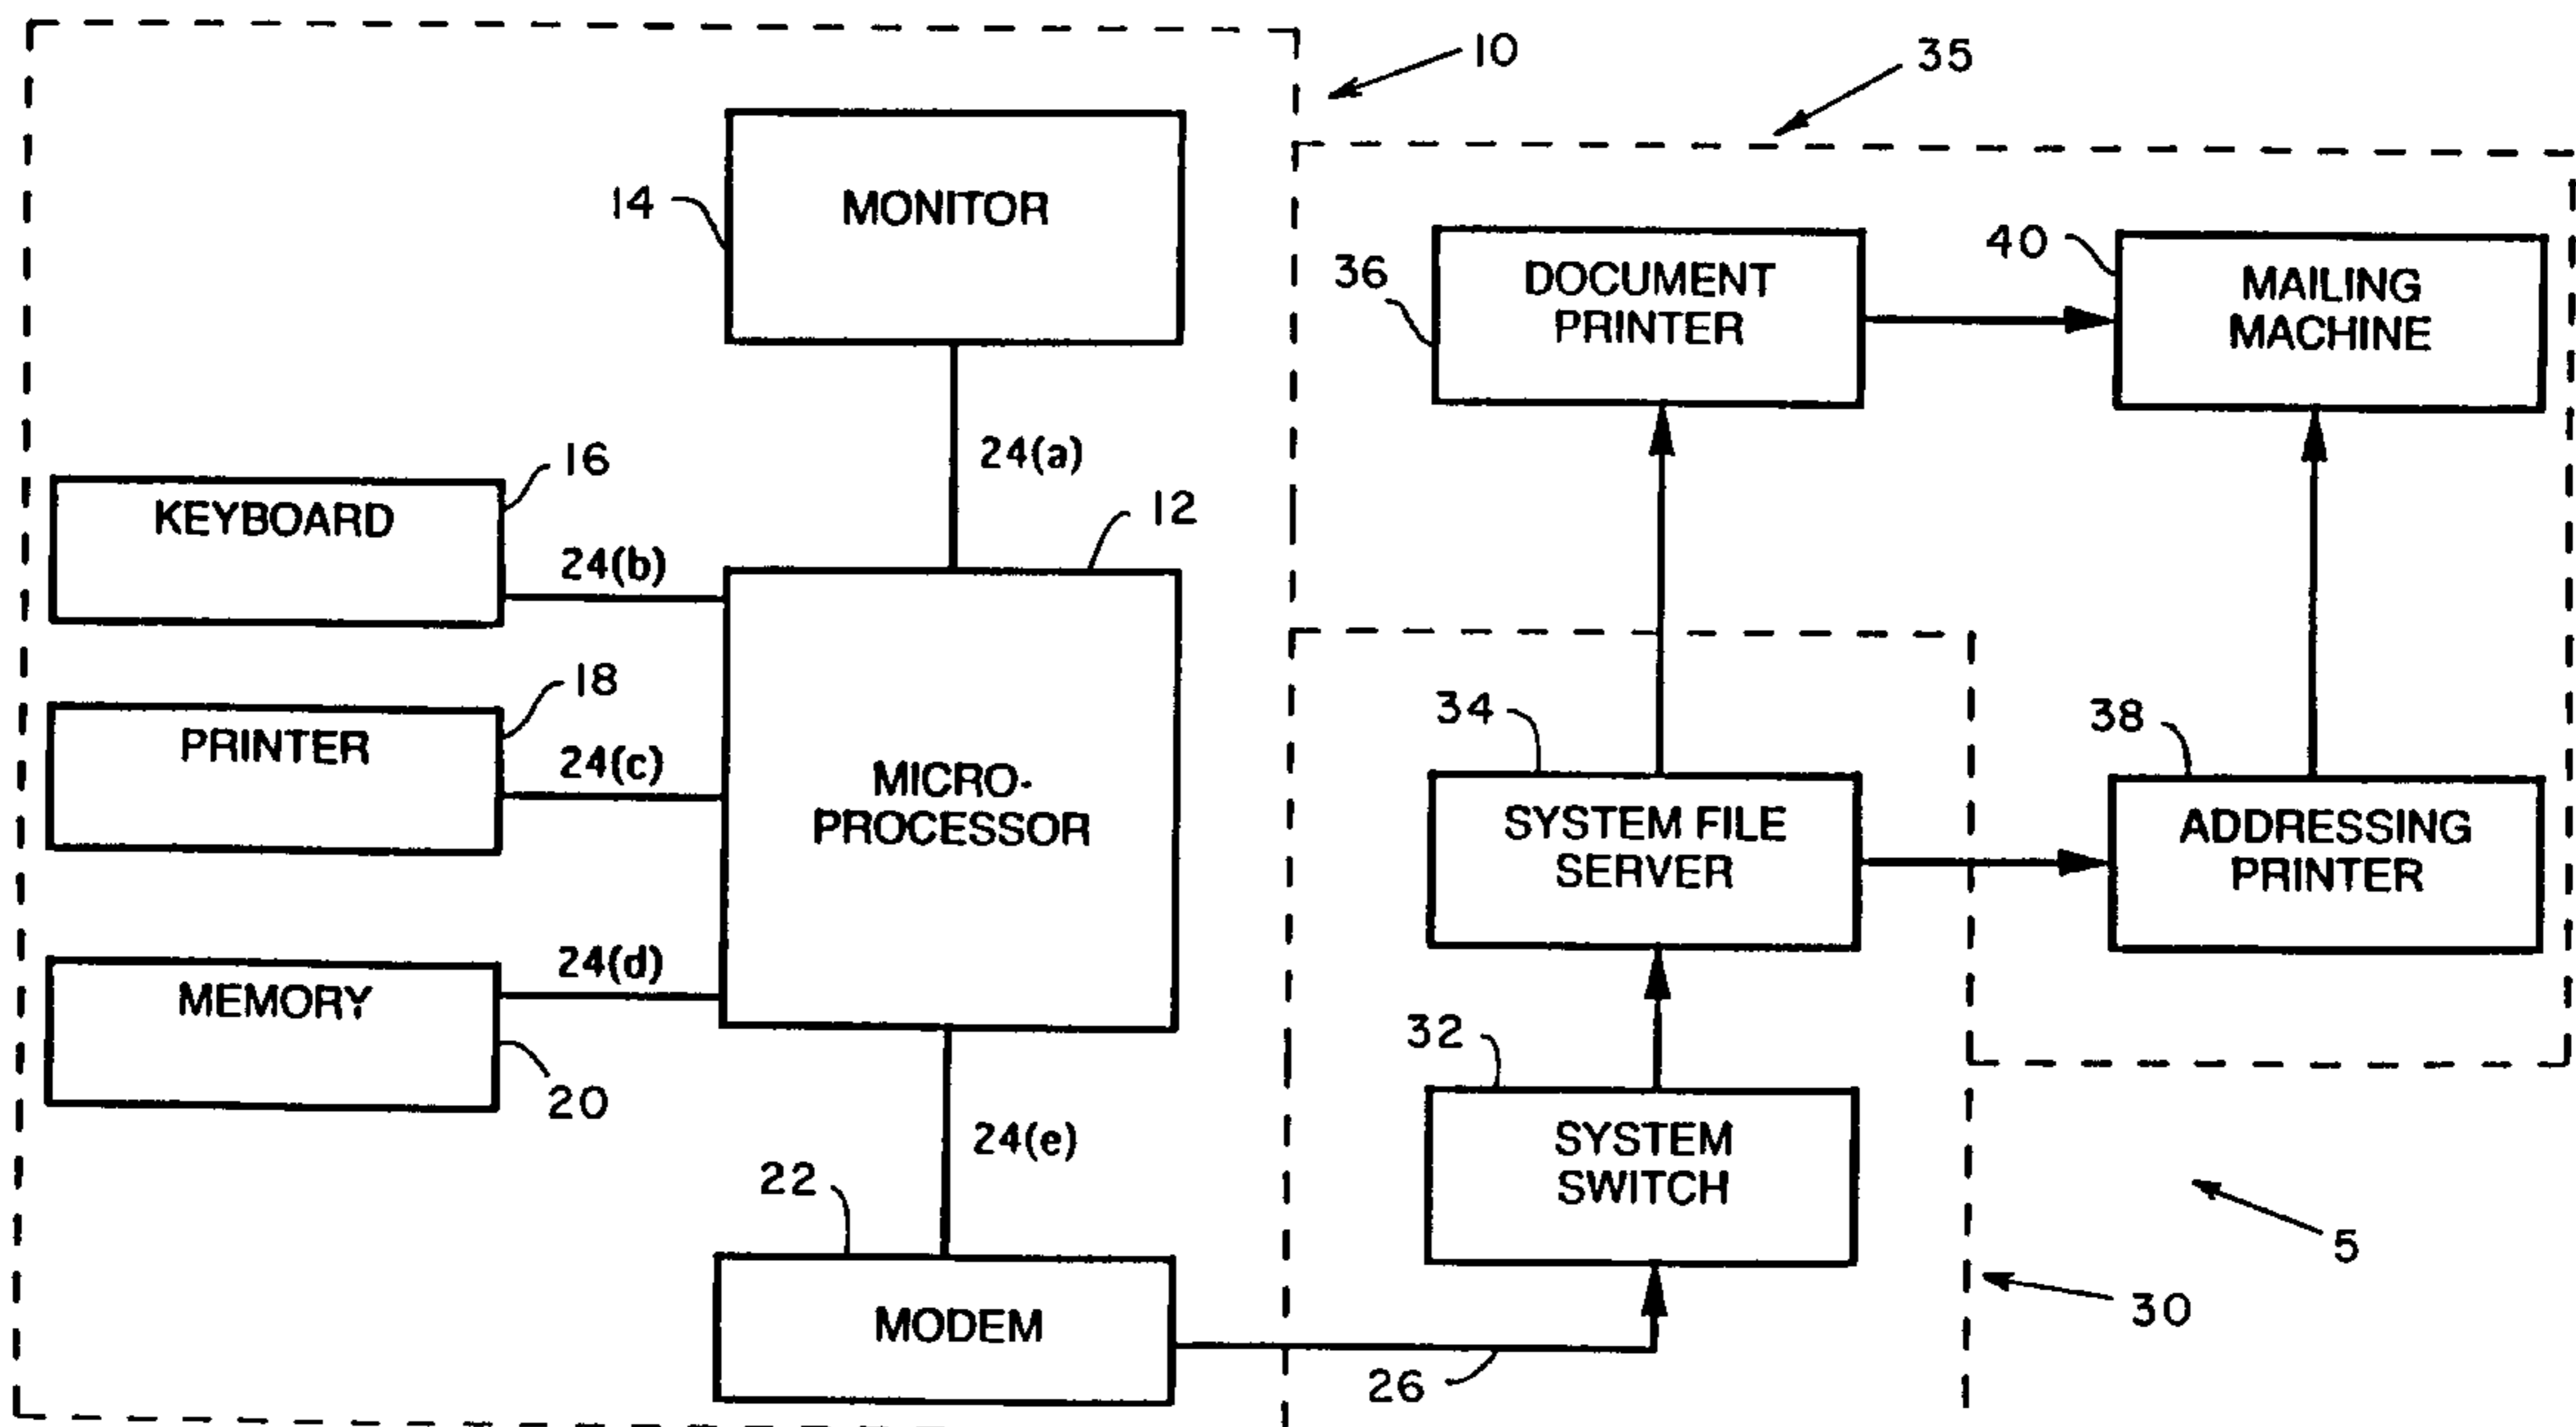 10
35
14
MONITOR
36
DOCUMENT
PRINTER
40
MAILING
MACHINE
24(a)
16
KEYBOARD
24(b)
12
18
PRINTER
24(c)
MICRO-
PROCESSOR
34
SYSTEM FILE
SERVER
38
ADDRESSING
PRINTER
24(d)
MEMORY
20
32
SYSTEM
SWITCH
24(e)
22
MODEM
26
5
30